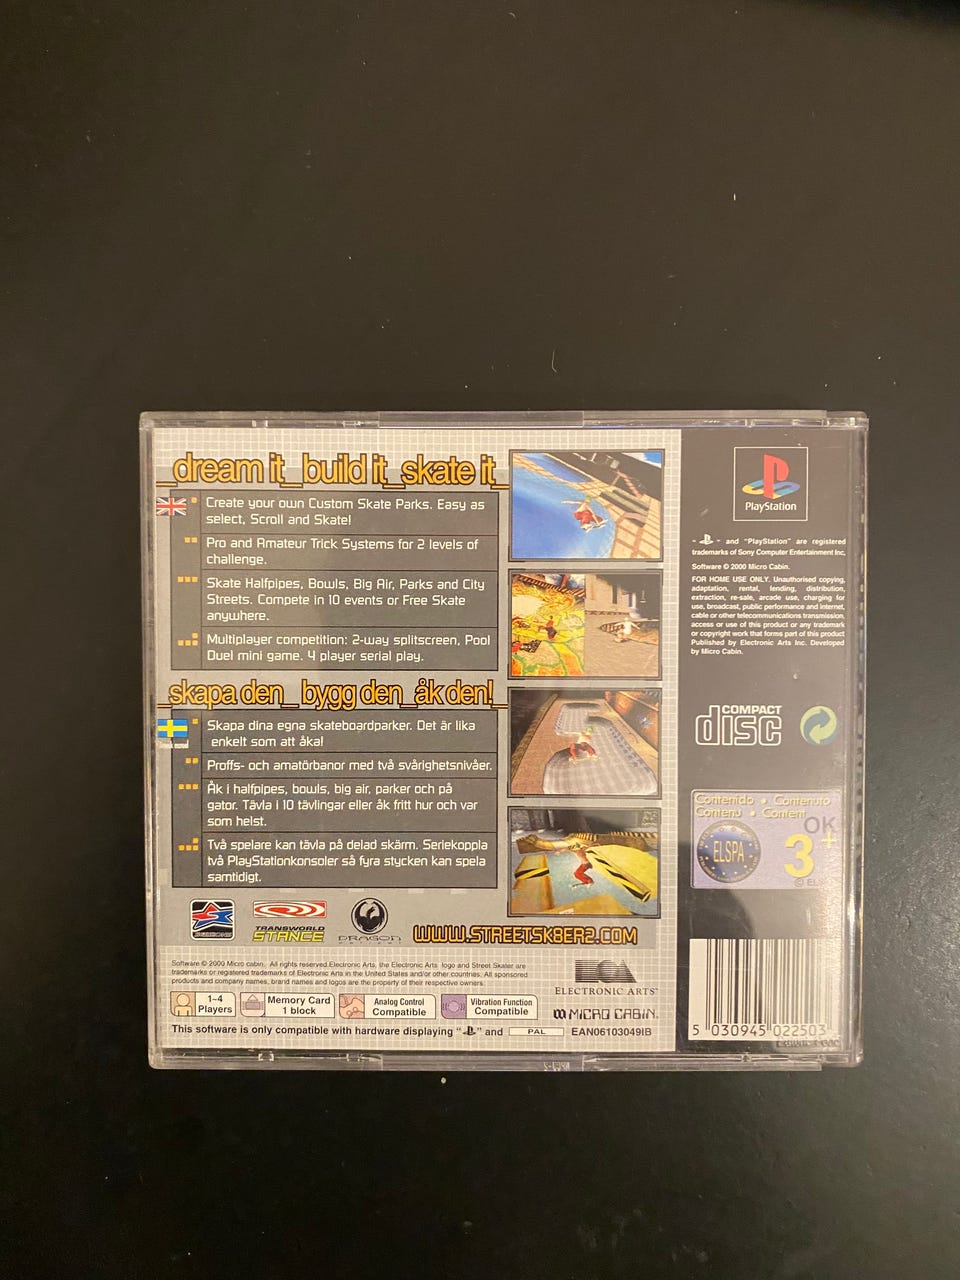 _dream it_build it_skate it_
Create your own Custom Skate Parks. Easy as
select, Scroll and Skate!
Pro and Amateur Trick Systems for 2 levels of
challenge.
Skate Halfpipes, Bowls, Big Air, Parks and City
Streets. Compete in 10 events or Free Skate
anywhere.
Multiplayer competition: 2-way splitscreen, Pool
Duel mini game. 4 player serial play.
_skapa den_ bygg den_ åk den!_
Skapa dina egna skateboardparker. Det är lika
enkelt som att åka!
Proffs- och amatörbanor med två svårighetsnivåer.
Åk i halfpipes, bowls, big air, parker och på
gator. Tävla i 10 tävlingar eller åk fritt hur och var
som helst.
Två spelare kan tävla på delad skärm. Seriekoppla
två PlayStationkonsoler så fyra stycken kan spela
samtidigt.
TRANSWORLD
STANCE
DRAGON
WWW.STREETSK8ER2.COM
Software © 2000 Micro cabin. All rights reserved.Electronic Arts, the Electronic Arts logo and Street Skater are
trademarks or registered trademarks of Electronic Arts in the United States and/or other countries. All sponsored
products and company names, brand names and logos are the property of their respective owners.
1~4
Players
Memory Card
1 block
Analog Control
Compatible
Vibration Function
Compatible
This software is only compatible with hardware displaying " " and PAL
ELECTRONIC ARTS™
MICRO CABIN.
EAN06103049IB
PlayStation
" " and "PlayStation" are registered
trademarks of Sony Computer Entertainment Inc.
Software © 2000 Micro Cabin.
FOR HOME USE ONLY. Unauthorised copying,
adaptation, rental, lending, distribution,
extraction, re-sale, arcade use, charging for
use, broadcast, public performance and internet,
cable or other telecommunications transmission,
access or use of this product or any trademark
or copyright work that forms part of this product
Published by Electronic Arts Inc. Developed
by Micro Cabin.
COMPACT
disc
Contenido • Contenuto
Contenu • Content
OK
ELSPA
3+
5 030945 022503